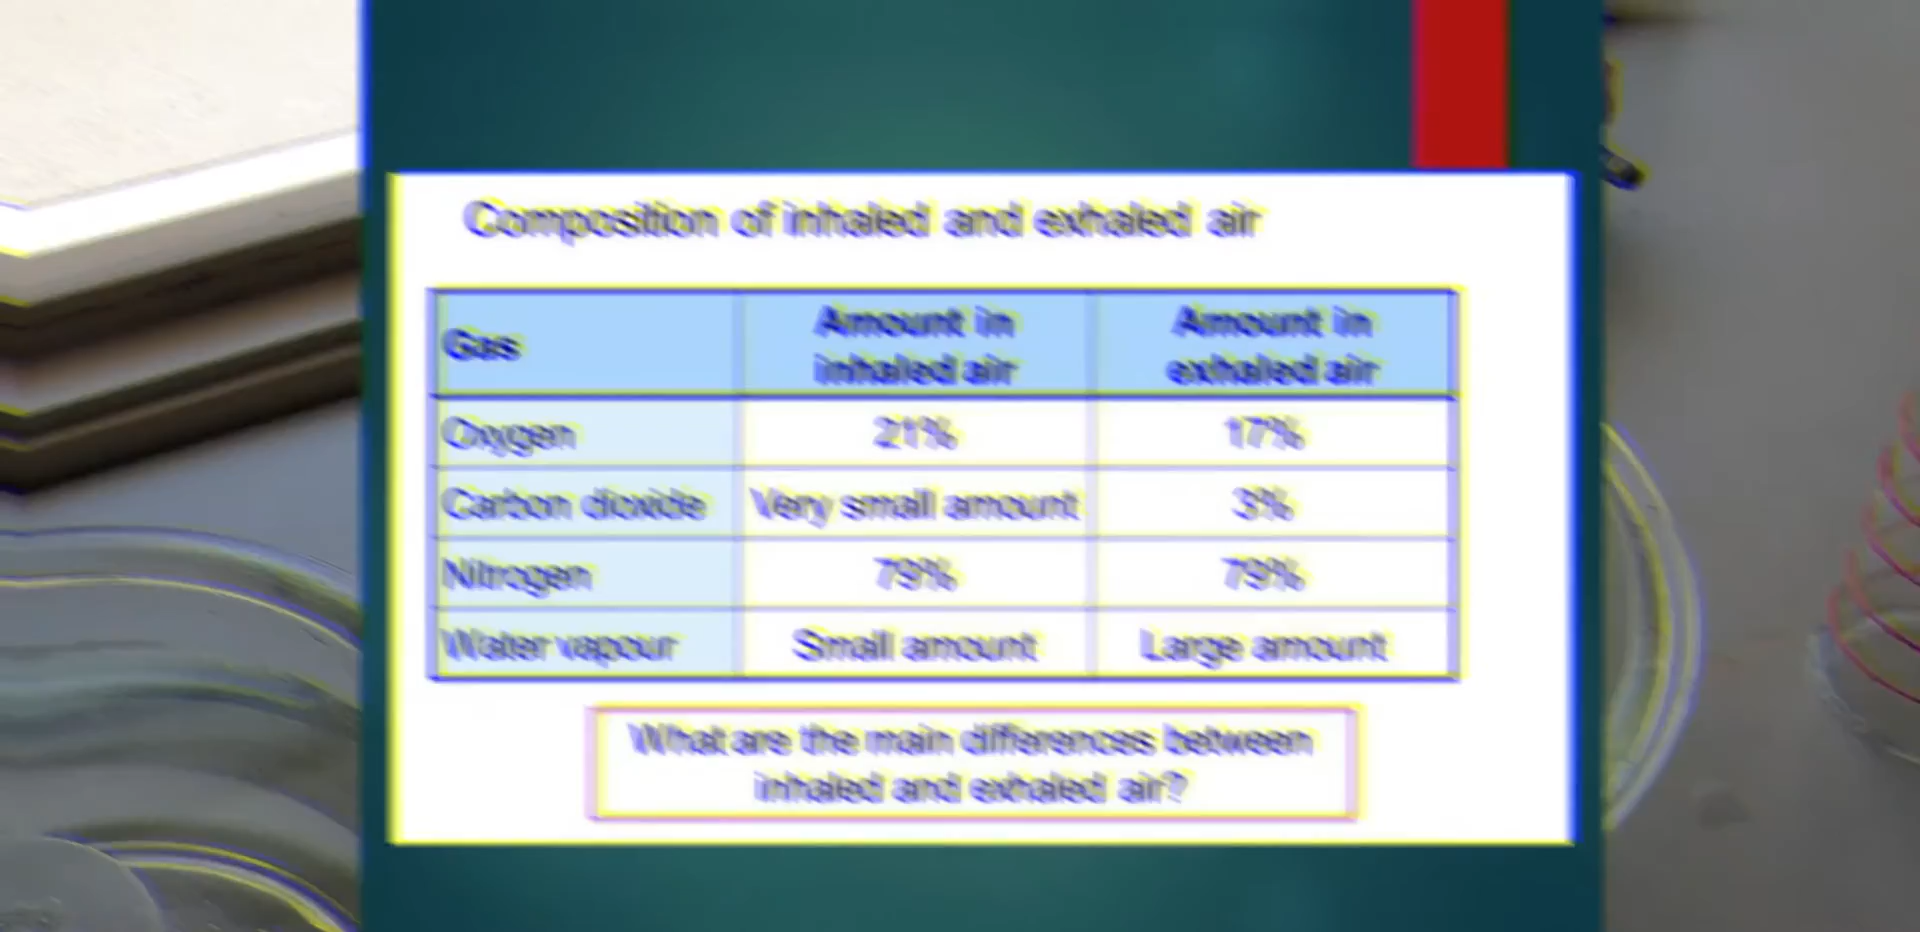 Composition of inhaled and exhaled air
Gas
Amount in
inhaled air
Amount in
exhaled air
Oxygen 21% 17%
Carbon dioxide Very small amount 3%
Nitrogen 79% 79%
Water vapour Small amount Large amount
What are the main differences between
inhaled and exhaled air?